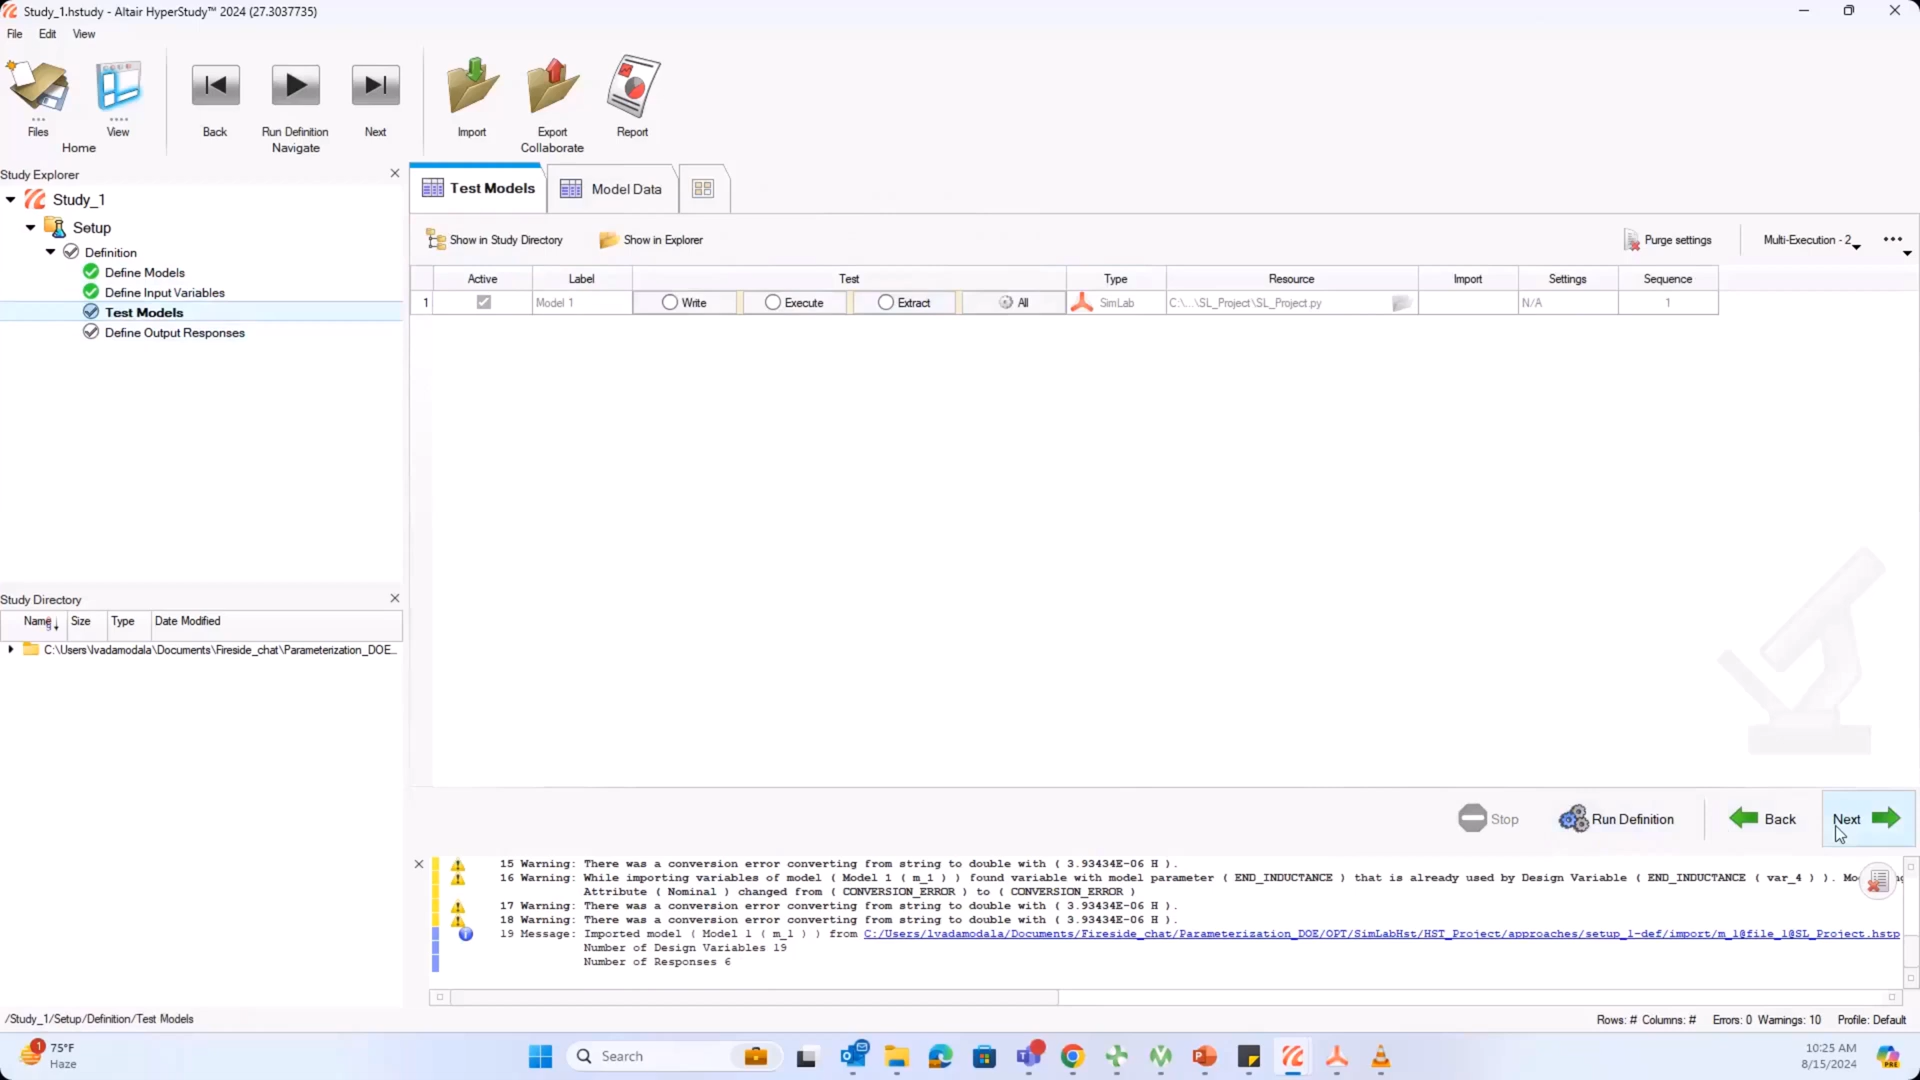 Study_1.hstudy - Altair HyperStudy™ 2024 (27.3037735)
File Edit View
Files View Back Run Definition Next Import Export Report
Home Navigate Collaborate
Study Explorer
Study_1
Setup
Definition
Define Models
Define Input Variables
Test Models
Define Output Responses
Study Directory
Name Size Type Date Modified
C:\Users\lvadamodala\Documents\Fireside_chat\Parameterization_DOE...
Test Models Model Data
Show in Study Directory Show in Explorer Purge settings Multi-Execution - 2
Active Label Test Type Resource Import Settings Sequence
1 Model 1 Write Execute Extract All SimLab C:\...\SL_Project\SL_Project.py N/A 1
Stop Run Definition Back Next
15 Warning: There was a conversion error converting from string to double with ( 3.93434E-06 H ).
16 Warning: While importing variables of model ( Model 1 ( m_1 ) ) found variable with model parameter ( END_INDUCTANCE ) that is already used by Design Variable ( END_INDUCTANCE ( var_4 ) ). Mo
Attribute ( Nominal ) changed from ( CONVERSION_ERROR ) to ( CONVERSION_ERROR )
17 Warning: There was a conversion error converting from string to double with ( 3.93434E-06 H ).
18 Warning: There was a conversion error converting from string to double with ( 3.93434E-06 H ).
19 Message: Imported model ( Model 1 ( m_1 ) ) from C:/Users/lvadamodala/Documents/Fireside_chat/Parameterization_DOE/OPT/SimLabHst/HST_Project/approaches/setup_1-def/import/m_1@file_1@SL_Project.hstp
Number of Design Variables 19
Number of Responses 6
/Study_1/Setup/Definition/Test Models
Rows: # Columns: # Errors: 0 Warnings: 10 Profile: Default
1 75°F
Haze
Search
10:25 AM
8/15/2024
PRE